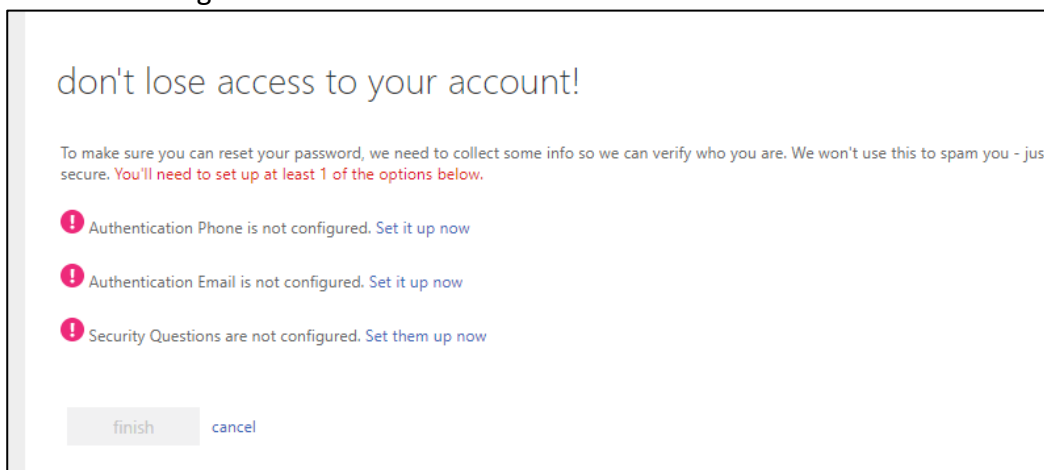 don't lose access to your account!
To make sure you can reset your password, we need to collect some info so we can verify who you are. We won't use this to spam you - jus
secure. You'll need to set up at least 1 of the options below.
Authentication Phone is not configured. Set it up now
Authentication Email is not configured. Set it up now
Security Questions are not configured. Set them up now
finish cancel